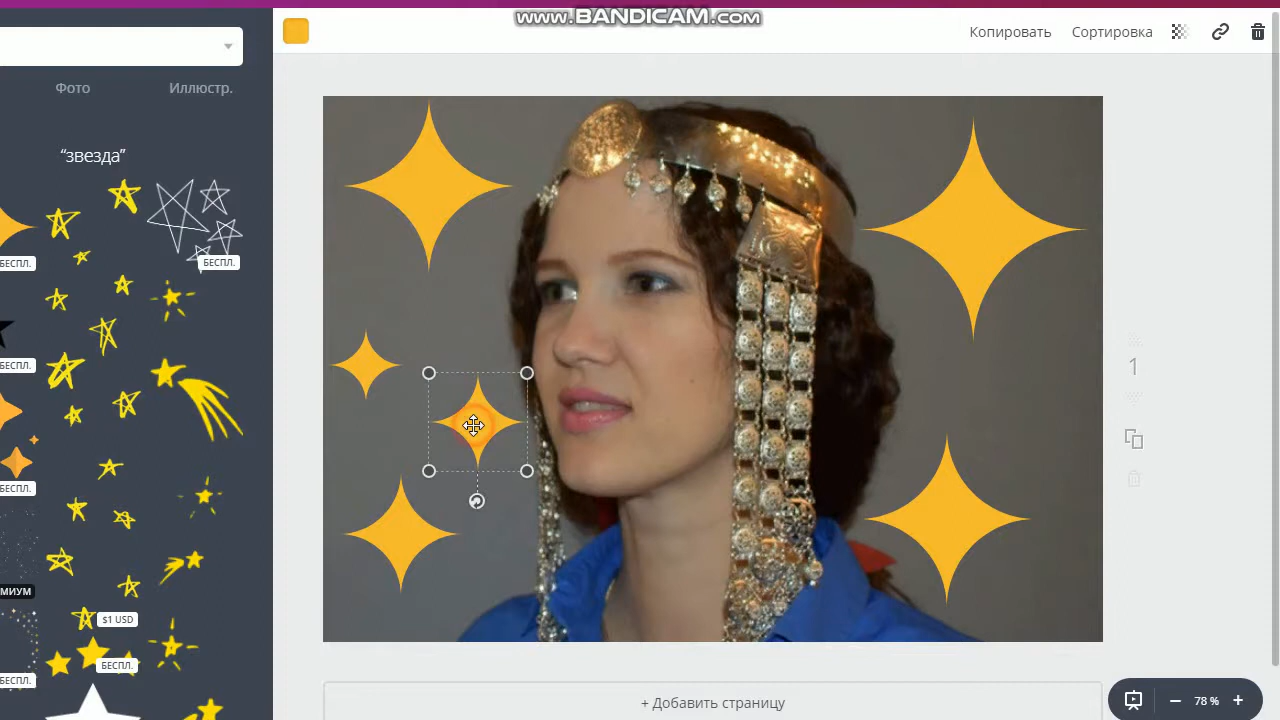 www.BANDICAM.com
Копировать
Сортировка
Фото
Иллюстр.
“звезда”
БЕСПЛ.
БЕСПЛ.
БЕСПЛ.
БЕСПЛ.
$1 USD
БЕСПЛ.
БЕСПЛ.
1
+ Добавить страницу
78 %